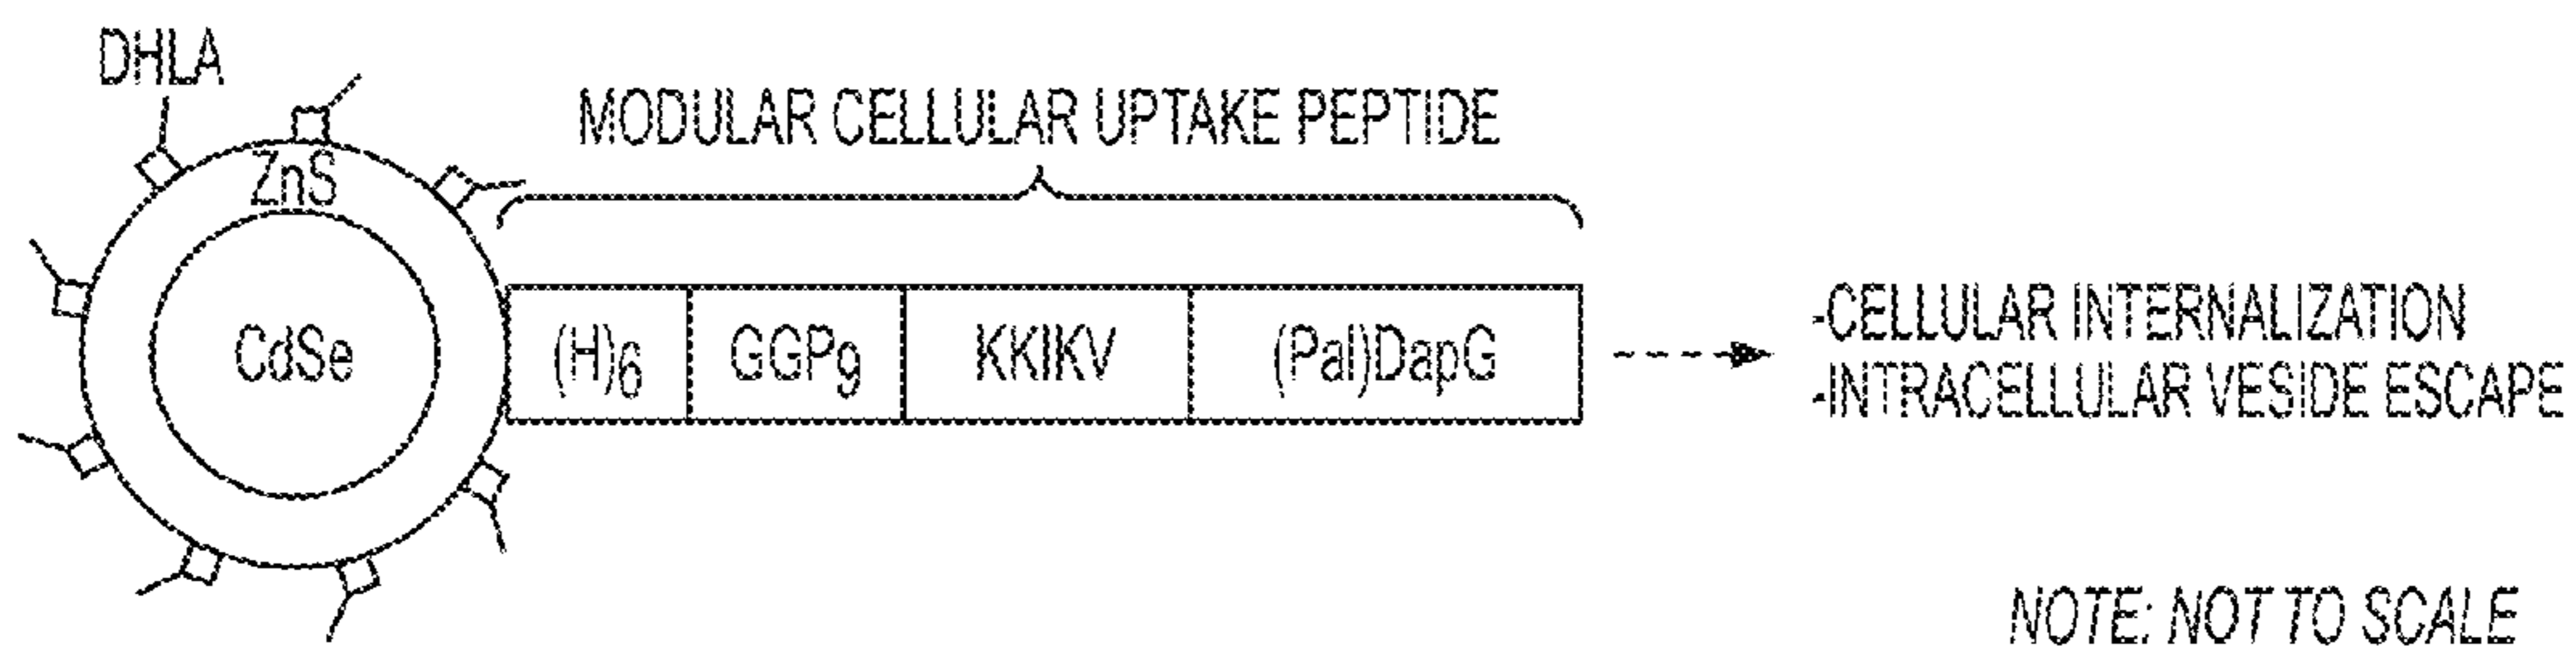 DHLA
MODULAR CELLULAR UPTAKE PEPTIDE
ZnS
CdSe
(H)6
GGP9
KKIKV
(Pal)DapG
-CELLULAR INTERNALIZATION
-INTRACELLULAR VESIDE ESCAPE
NOTE: NOT TO SCALE